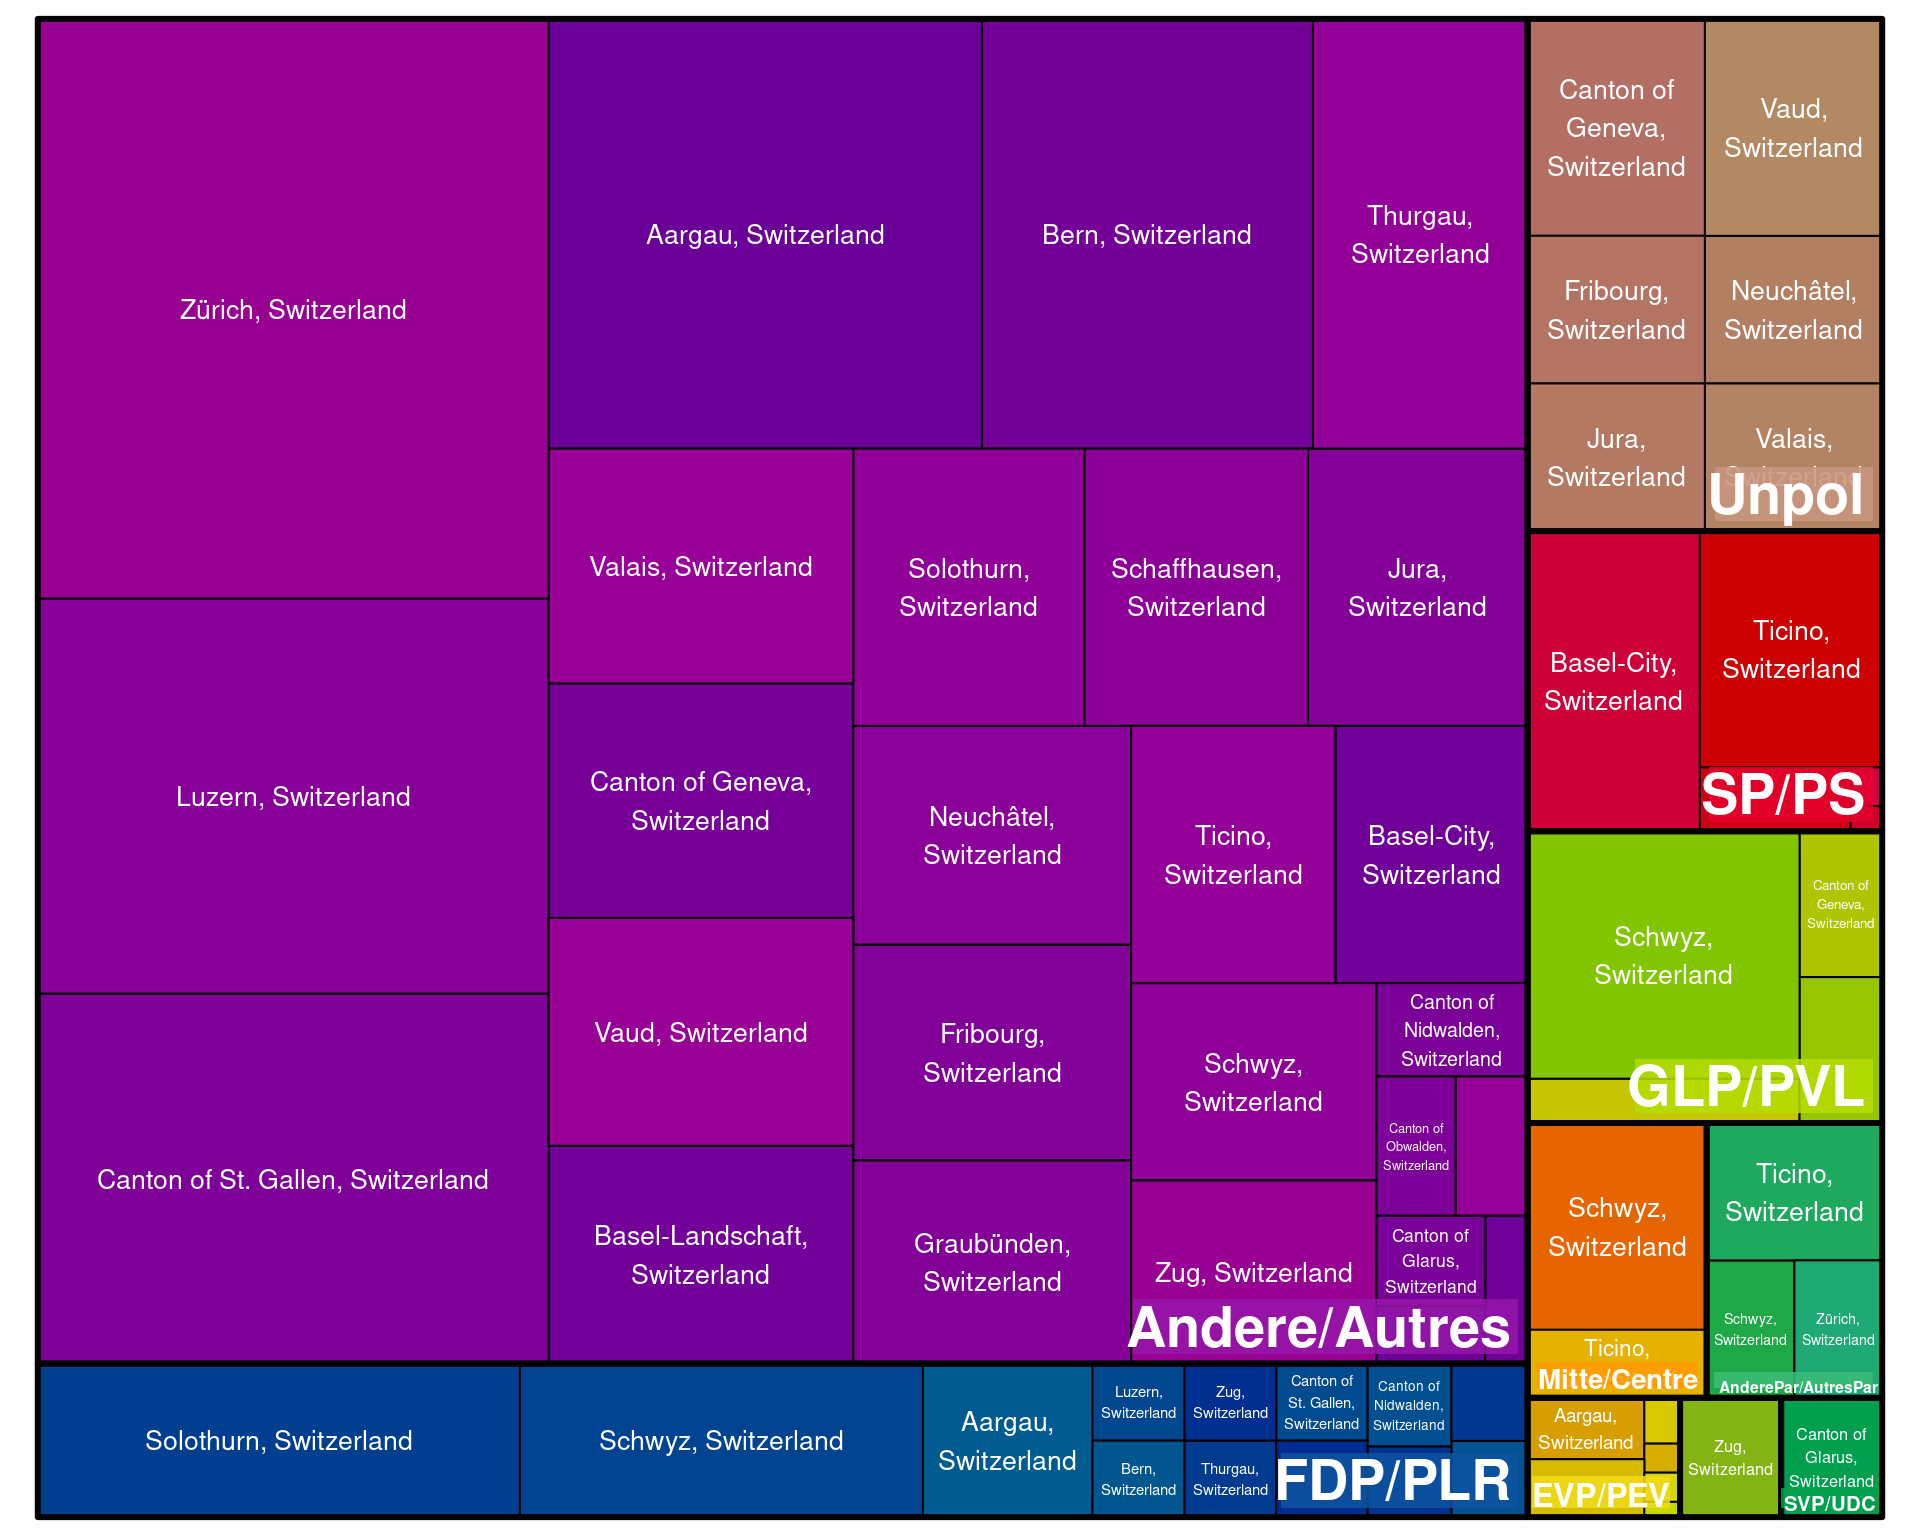 Zürich, Switzerland
Luzern, Switzerland
Canton of St. Gallen, Switzerland
Aargau, Switzerland
Bern, Switzerland
Thurgau,
Switzerland
Valais, Switzerland
Canton of Geneva,
Switzerland
Vaud, Switzerland
Basel-Landschaft,
Switzerland
Solothurn,
Switzerland
Schaffhausen,
Switzerland
Jura,
Switzerland
Neuchâtel,
Switzerland
Fribourg,
Switzerland
Graubünden,
Switzerland
Ticino,
Switzerland
Basel-City,
Switzerland
Schwyz,
Switzerland
Zug, Switzerland
Canton of
Nidwalden,
Switzerland
Canton of
Obwalden,
Switzerland
Canton of
Glarus,
Switzerland
Andere/Autres
Solothurn, Switzerland
Schwyz, Switzerland
Aargau,
Switzerland
Luzern,
Switzerland
Bern,
Switzerland
Zug,
Switzerland
Thurgau,
Switzerland
Canton of
St. Gallen,
Switzerland
Canton of
Nidwalden,
Switzerland
FDP/PLR
Canton of
Geneva,
Switzerland
Vaud,
Switzerland
Fribourg,
Switzerland
Neuchâtel,
Switzerland
Jura,
Switzerland
Valais,
Switzerland
Unpol
Basel-City,
Switzerland
Ticino,
Switzerland
SP/PS
Schwyz,
Switzerland
Canton of
Geneva,
Switzerland
GLP/PVL
Schwyz,
Switzerland
Ticino,
Mitte/Centre
Ticino,
Switzerland
Schwyz,
Switzerland
Zürich,
Switzerland
AnderePar/AutresPar
Aargau,
Switzerland
EVP/PEV
Zug,
Switzerland
Canton of
Glarus,
Switzerland
SVP/UDC